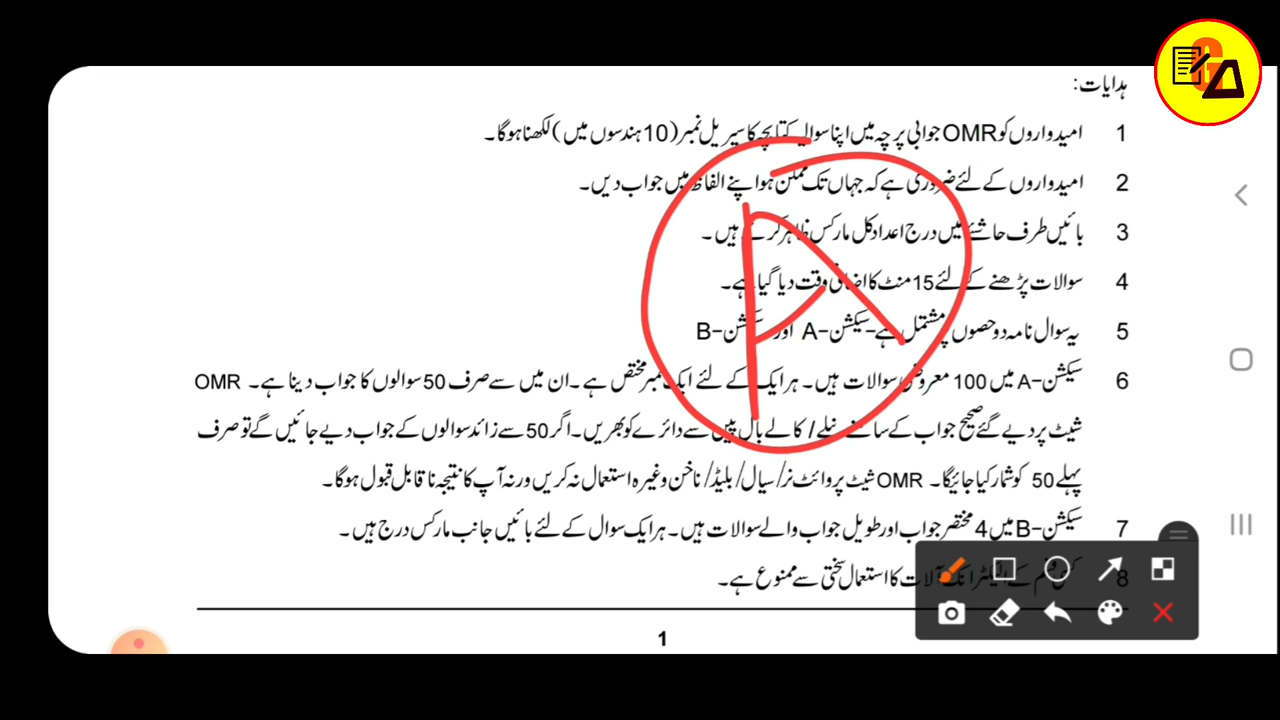 ہدایات:
1 امیدواروں کو OMR جوابی پرچہ میں اپنا سوالیہ کتابچہ کا سیریل نمبر (10 ہندسوں میں) لکھنا ہوگا۔
2 امیدواروں کے لئے ضروری ہے کہ جہاں تک ممکن ہو اپنے الفاظ میں جواب دیں۔
3 بائیں طرف حاشئے میں درج اعداد کل مارکس ظاہر کرتے ہیں۔
4 سوالات پڑھنے کے لئے 15 منٹ کا اضافی وقت دیا گیا ہے۔
5 یہ سوال نامہ دو حصوں پر مشتمل ہے-سیکشن-A اور سیکشن-B
6 سیکشن-A میں 100 معروضی سوالات ہیں۔ ہر ایک کے لئے ایک نمبر مختص ہے۔ ان میں سے صرف 50 سوالوں کا جواب دینا ہے۔ OMR
شیٹ پر دیے گئے صحیح جواب کے سامنے نیلے / کالے بال پین سے دائرے کو بھریں۔ اگر 50 سے زائد سوالوں کے جواب دیے جائیں گے تو صرف
پہلے 50 کو شمار کیا جائیگا۔ OMR شیٹ پر وائٹنر/ سیال/ بلیڈ/ ناخن وغیرہ استعمال نہ کریں ورنہ آپ کا نتیجہ ناقابل قبول ہوگا۔
7 سیکشن-B میں 4 مختصر جواب اور طویل جواب والے سوالات ہیں۔ ہر ایک سوال کے لئے بائیں جانب مارکس درج ہیں۔
8 کسی قسم کے الیکٹرانک آلات کا استعمال سختی سے ممنوع ہے۔
1